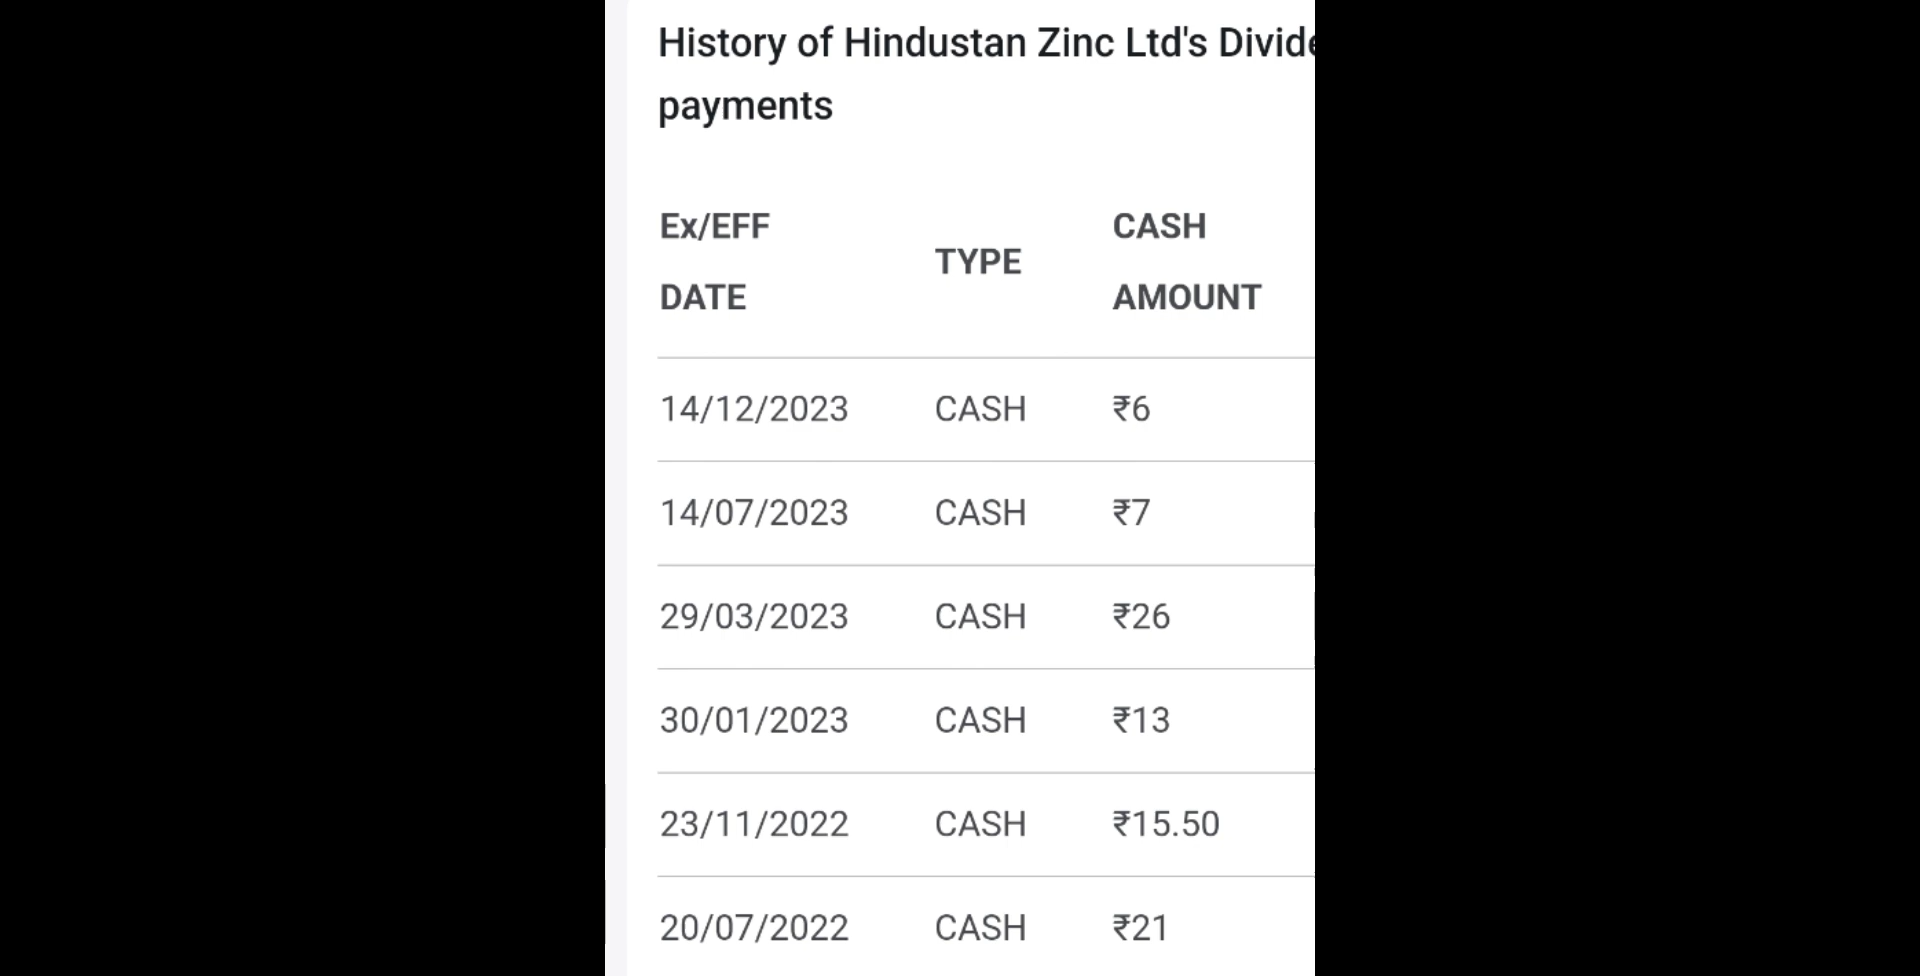 History of Hindustan Zinc Ltd's
payments
Ex/EFF DATE TYPE CASH AMOUNT
14/12/2023 CASH ₹6
14/07/2023 CASH ₹7
29/03/2023 CASH ₹26
30/01/2023 CASH ₹13
23/11/2022 CASH ₹15.50
20/07/2022 CASH ₹21